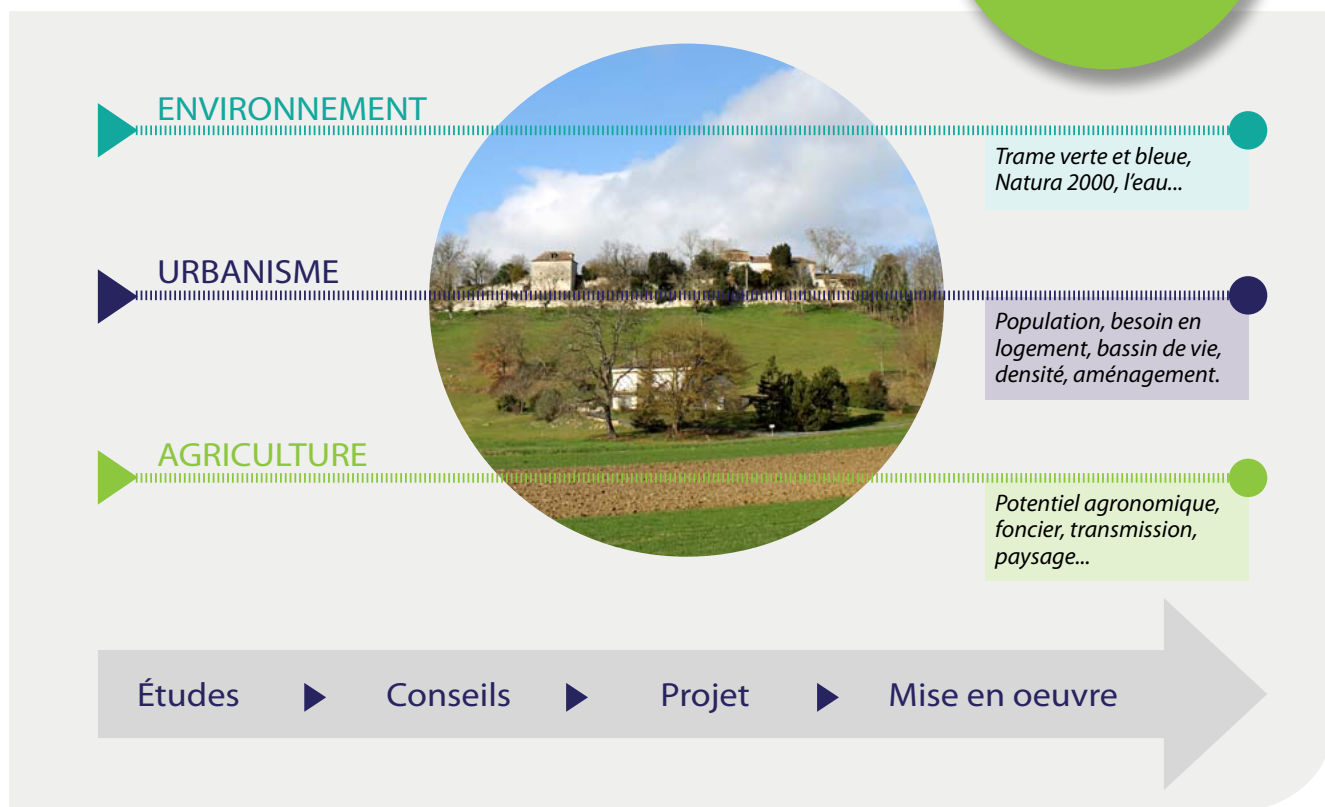 ENVIRONNEMENT
Trame verte et bleue,
Natura 2000, l'eau...
URBANISME
Population, besoin en
logement, bassin de vie,
densité, aménagement.
AGRICULTURE
Potentiel agronomique,
foncier, transmission,
paysage...
Études Conseils Projet Mise en oeuvre